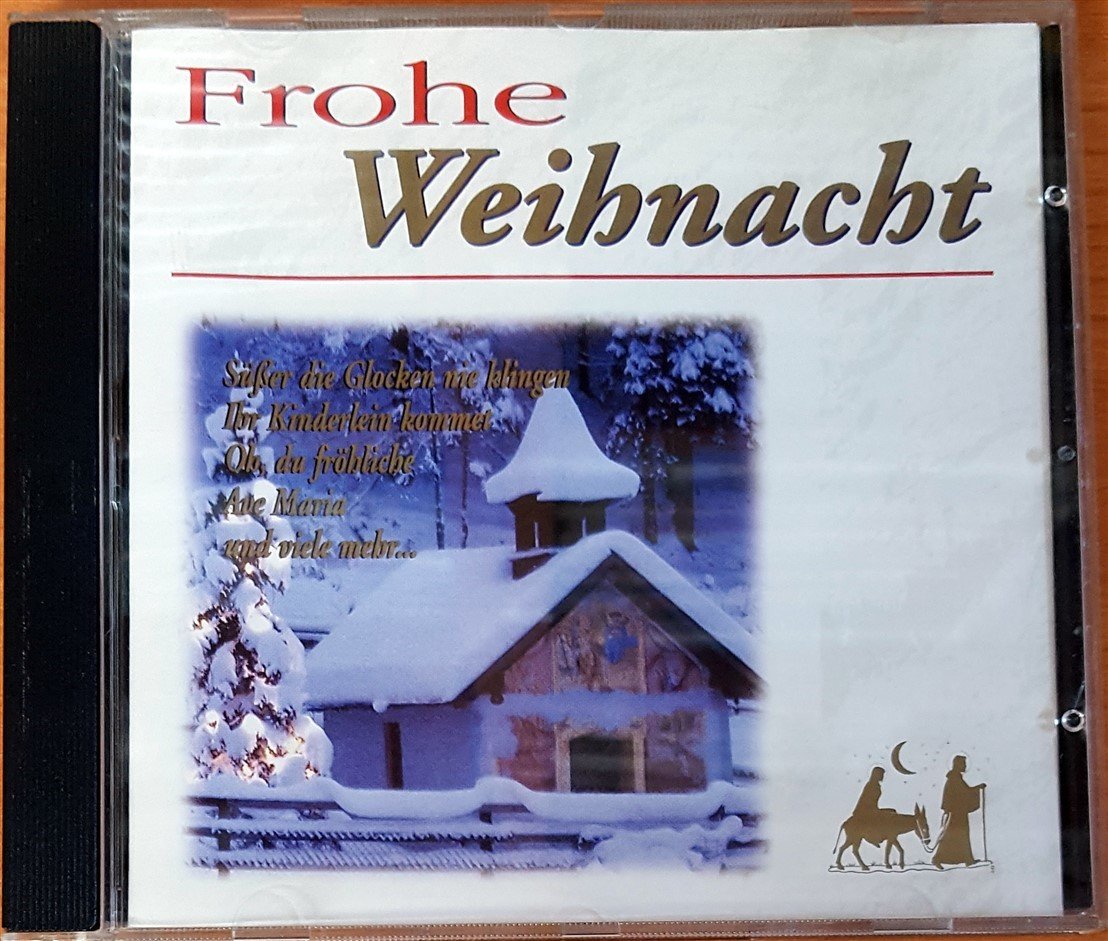 Frohe
Weihnacht
Süßer die Glocken nie klingen
Ihr Kinderlein kommet
Oh, du fröhliche
Ave Maria
und viele mehr...